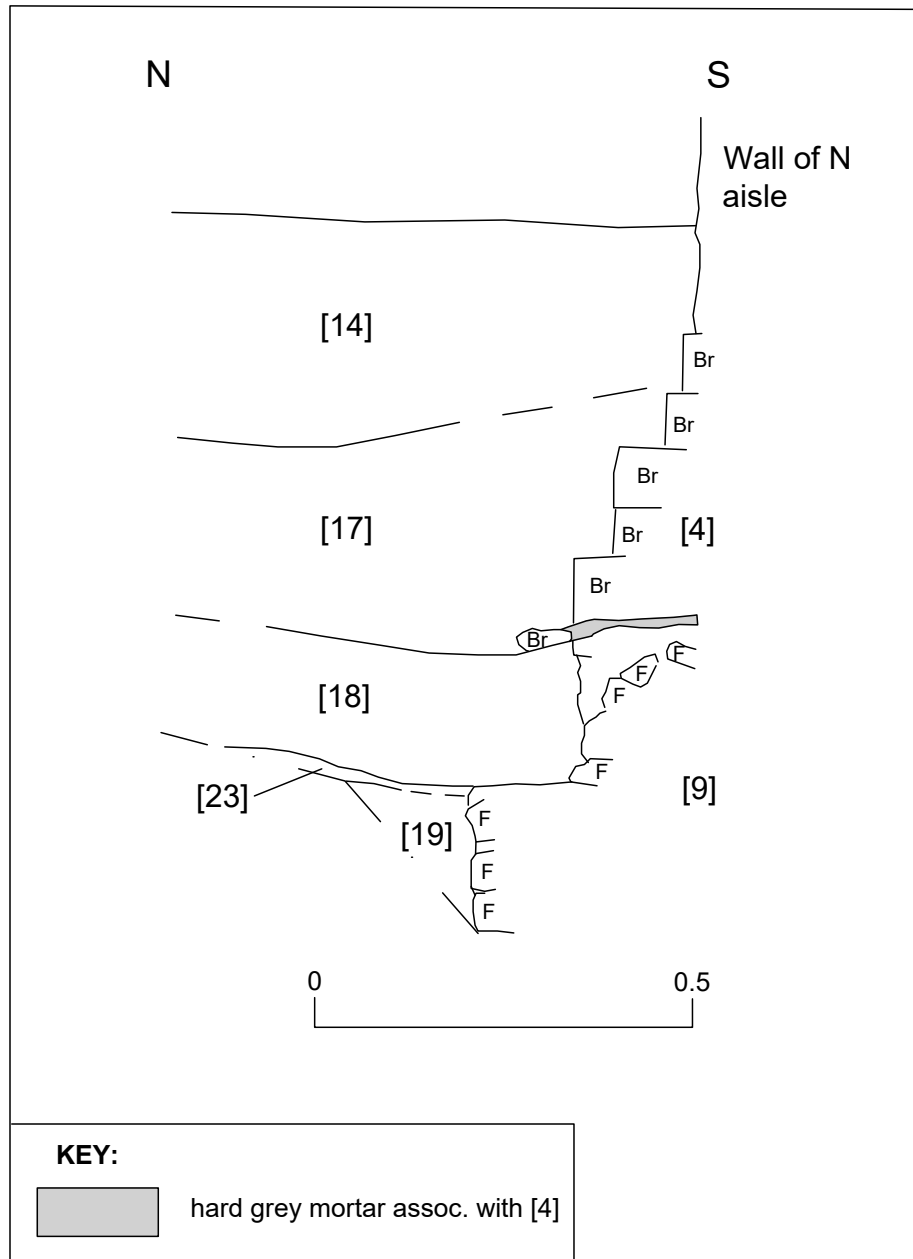 N
S
Wall of N
aisle
[14]
Br
Br
Br
[17]
Br
[4]
Br
Br
F
F
[18]
F
F
[23]
[9]
F
[19]
F
F
0
0.5
KEY:
hard grey mortar assoc. with [4]